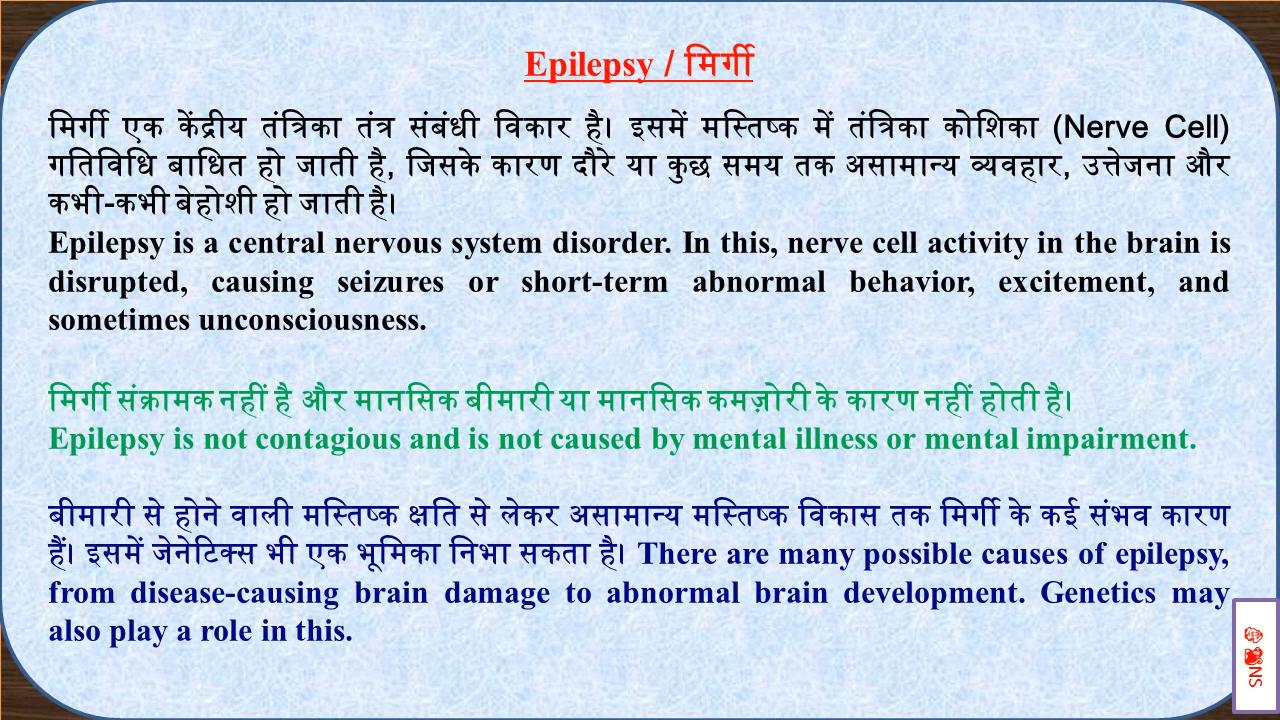 Epilepsy / मिर्गी
मिर्गी एक केंद्रीय तंत्रिका तंत्र संबंधी विकार है। इसमें मस्तिष्क में तंत्रिका कोशिका (Nerve Cell)
गतिविधि बाधित हो जाती है, जिसके कारण दौरे या कुछ समय तक असामान्य व्यवहार, उत्तेजना और
कभी-कभी बेहोशी हो जाती है।
Epilepsy is a central nervous system disorder. In this, nerve cell activity in the brain is
disrupted, causing seizures or short-term abnormal behavior, excitement, and
sometimes unconsciousness.
मिर्गी संक्रामक नहीं है और मानसिक बीमारी या मानसिक कमज़ोरी के कारण नहीं होती है।
Epilepsy is not contagious and is not caused by mental illness or mental impairment.
बीमारी से होने वाली मस्तिष्क क्षति से लेकर असामान्य मस्तिष्क विकास तक मिर्गी के कई संभव कारण
हैं। इसमें जेनेटिक्स भी एक भूमिका निभा सकता है। There are many possible causes of epilepsy,
from disease-causing brain damage to abnormal brain development. Genetics may
also play a role in this.
NS